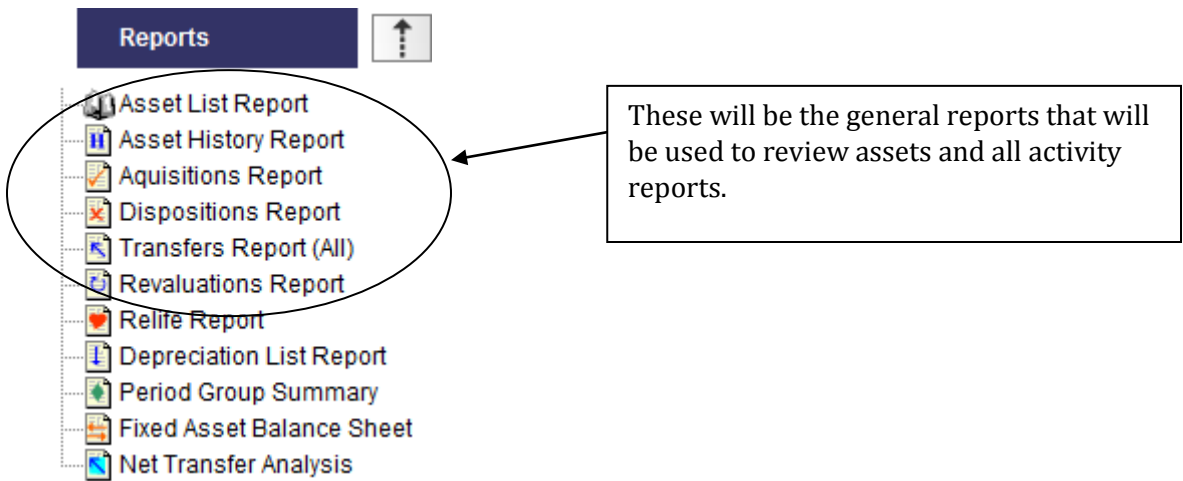 Reports
Asset List Report
Asset History Report
Aquisitions Report
Dispositions Report
Transfers Report (All)
Revaluations Report
Relife Report
Depreciation List Report
Period Group Summary
Fixed Asset Balance Sheet
Net Transfer Analysis
These will be the general reports that will
be used to review assets and all activity
reports.